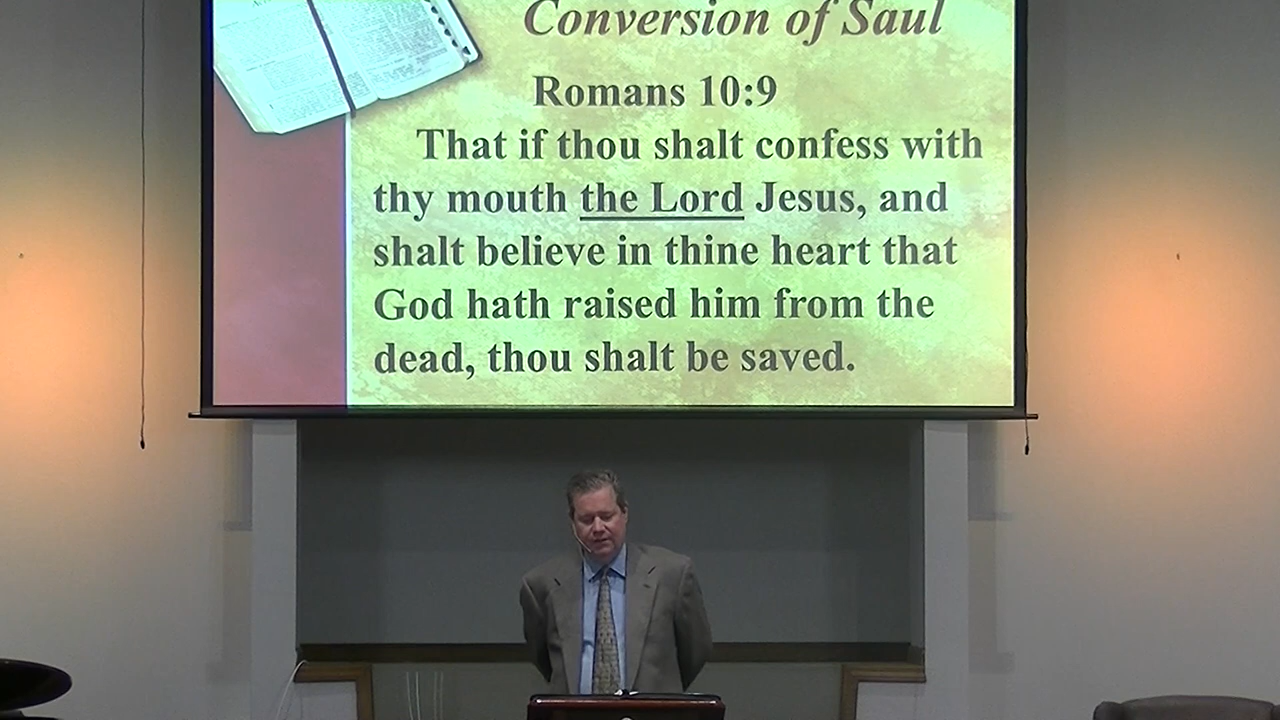 Conversion of Saul
Romans 10:9
That if thou shalt confess with
thy mouth the Lord Jesus, and
shalt believe in thine heart that
God hath raised him from the
dead, thou shalt be saved.